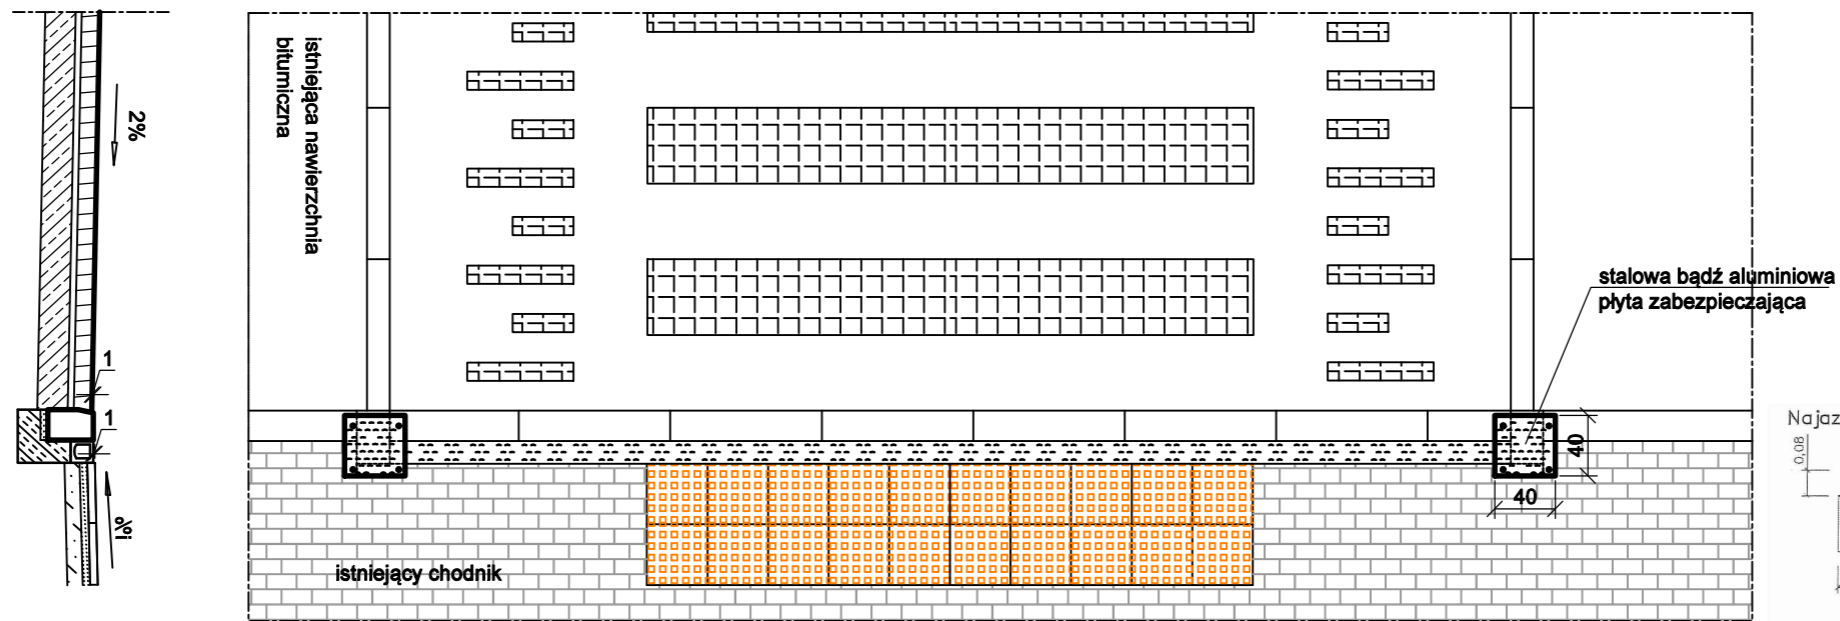 2%
1
1
i%
istniejąca nawierzchnia
bitumiczna
stalowa bądź aluminiowa
płyta zabezpieczająca
40
40
istniejący chodnik
Najaz
0,08